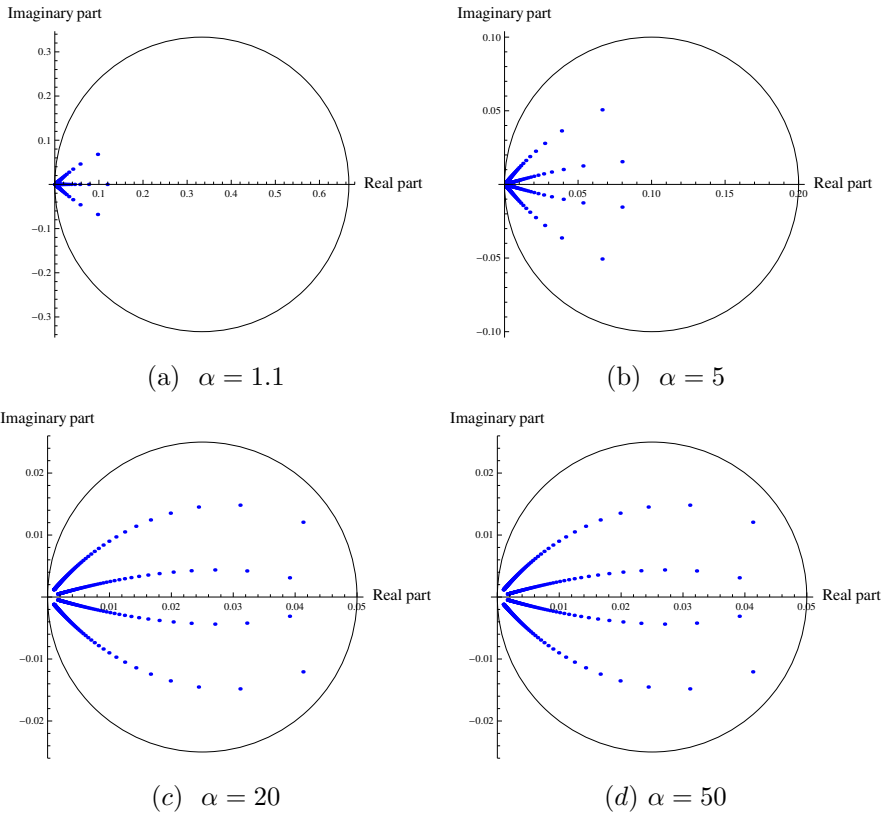 Imaginary part
0.3
0.2
0.1
−0.1
−0.2
−0.3
0.1 0.2 0.3 0.4 0.5 0.6
Real part
(a) α = 1.1
Imaginary part
0.10
0.05
−0.05
−0.10
0.05 0.10 0.15 0.20
Real part
(b) α = 5
Imaginary part
0.02
0.01
−0.01
−0.02
0.01 0.02 0.03 0.04 0.05
Real part
(c) α = 20
Imaginary part
0.02
0.01
−0.01
−0.02
0.01 0.02 0.03 0.04 0.05
Real part
(d) α = 50